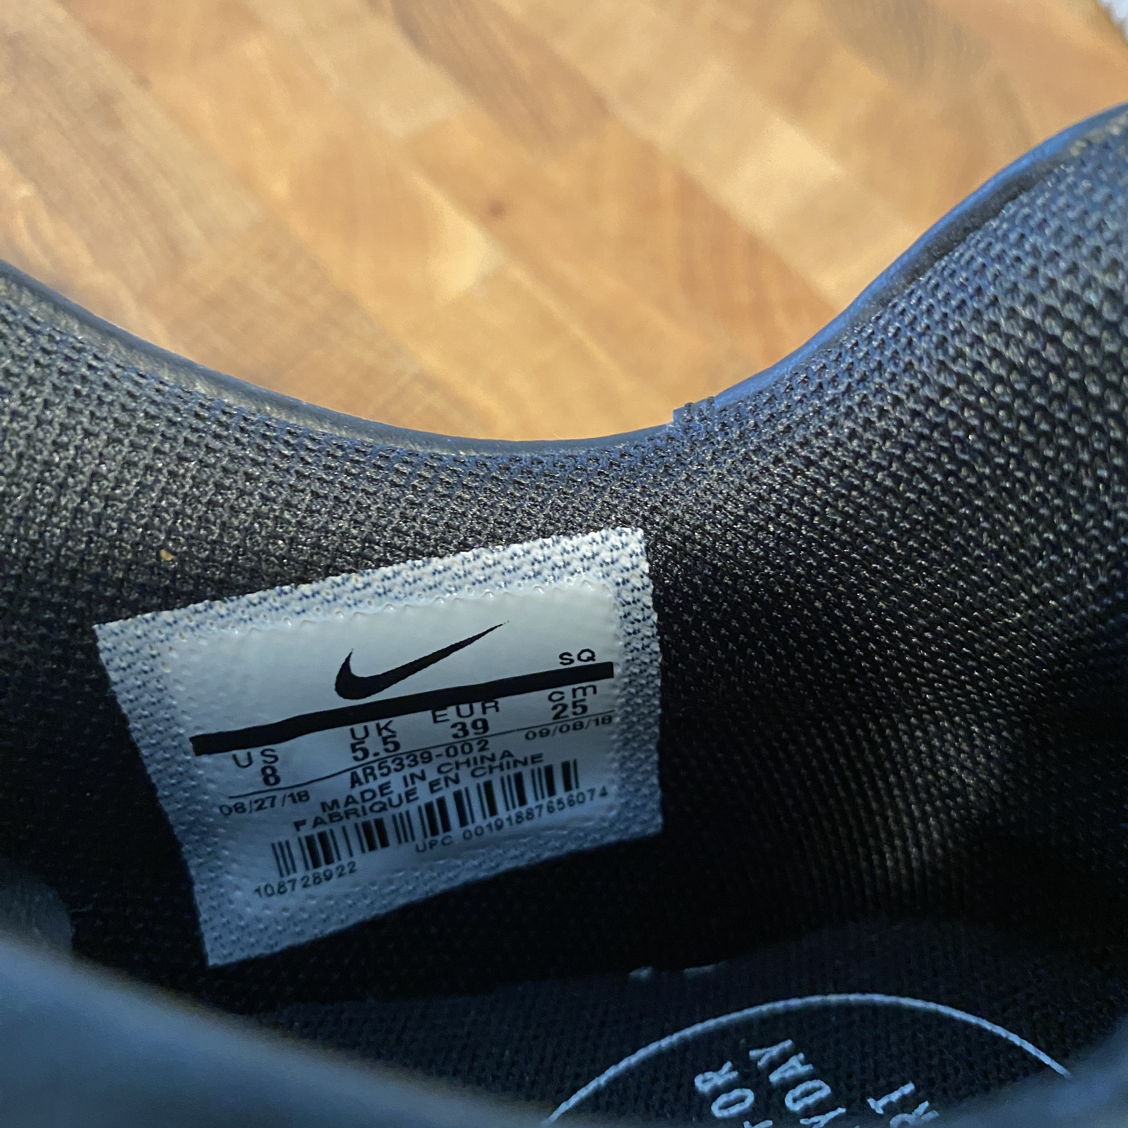 SQ
US UK EUR cm
8 5.5 39 25
AR5339-002
08/27/18 09/08/18
MADE IN CHINA
FABRIQUE EN CHINE
UPC 00191887656074
108728922
FOR